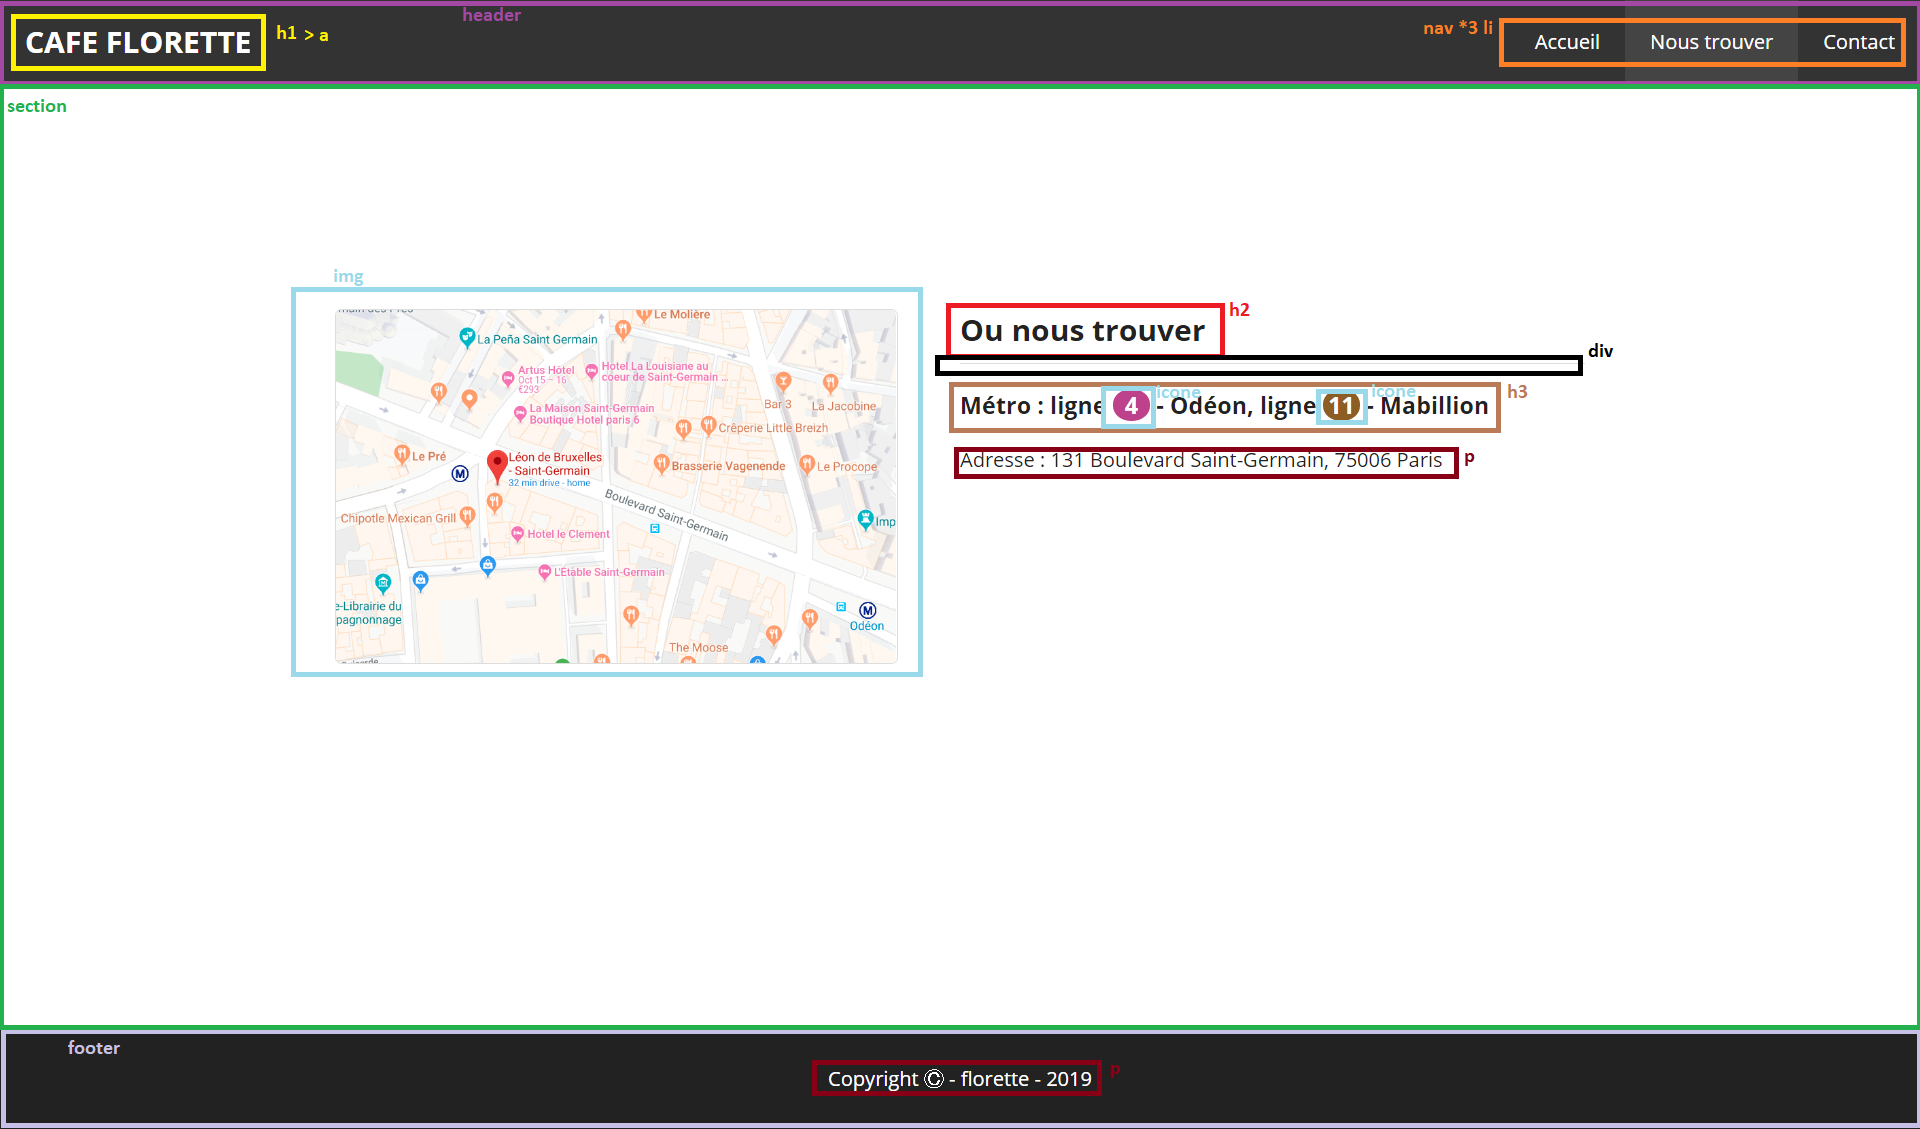 header
CAFE FLORETTE
h1 > a
nav *3 li
Accueil
Nous trouver
Contact
section
img
Le Molière
La Peña Saint Germain
Artus Hôtel
Oct 15 – 16
€293
Hotel La Louisiane au
coeur de Saint-Germain ...
La Maison Saint-Germain
Boutique Hotel paris 6
Bar 3
La Jacobine
Crêperie Little Breizh
Le Pré
M
Léon de Bruxelles
- Saint-Germain
32 min drive - home
Brasserie Vagenende
Le Procope
Boulevard Saint-Germain
Chipotle Mexican Grill
Hotel le Clement
Imp
L'Étable Saint-Germain
e-Librairie du
pagnonnage
M
Odéon
The Moose
h2
Ou nous trouver
div
icone
icone
h3
Métro : ligne 4 - Odéon, ligne 11 - Mabillion
Adresse : 131 Boulevard Saint-Germain, 75006 Paris
p
footer
Copyright © - florette - 2019
p